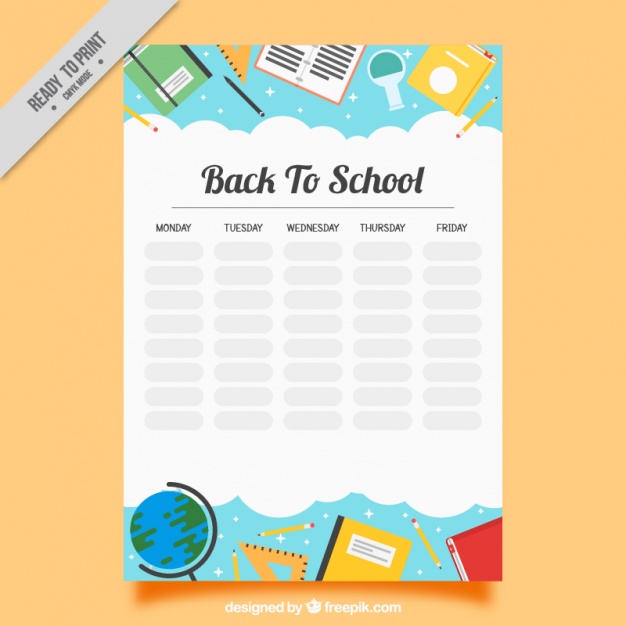 READY TO PRINT
CMYK MODE
Back To School
MONDAY TUESDAY WEDNESDAY THURSDAY FRIDAY
designed by freepik.com